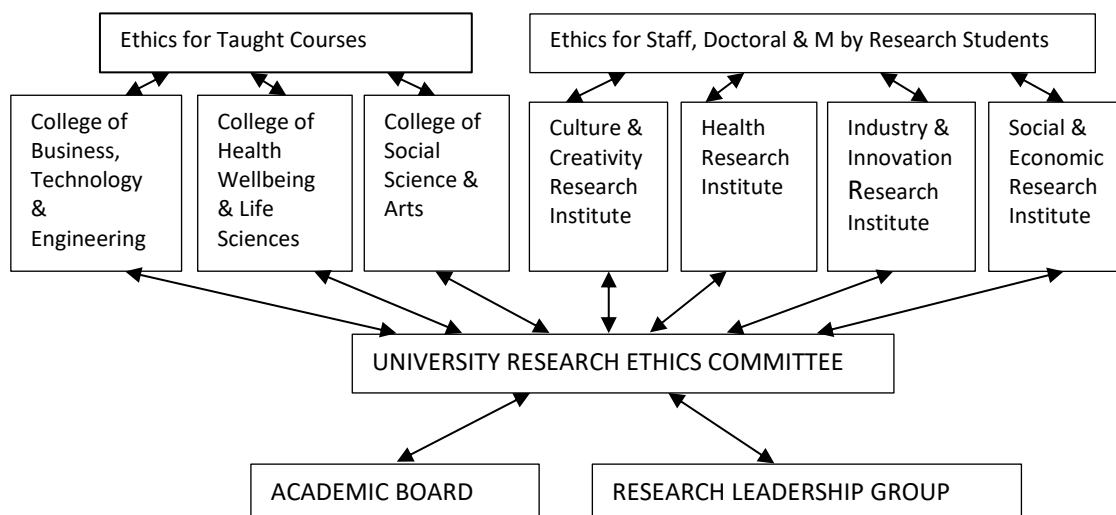 Ethics for Taught Courses
Ethics for Staff, Doctoral & M by Research Students
College of
Business,
Technology
&
Engineering
College of
Health
Wellbeing
& Life
Sciences
College of
Social
Science &
Arts
Culture &
Creativity
Research
Institute
Health
Research
Institute
Industry &
Innovation
Research
Institute
Social &
Economic
Research
Institute
UNIVERSITY RESEARCH ETHICS COMMITTEE
ACADEMIC BOARD
RESEARCH LEADERSHIP GROUP